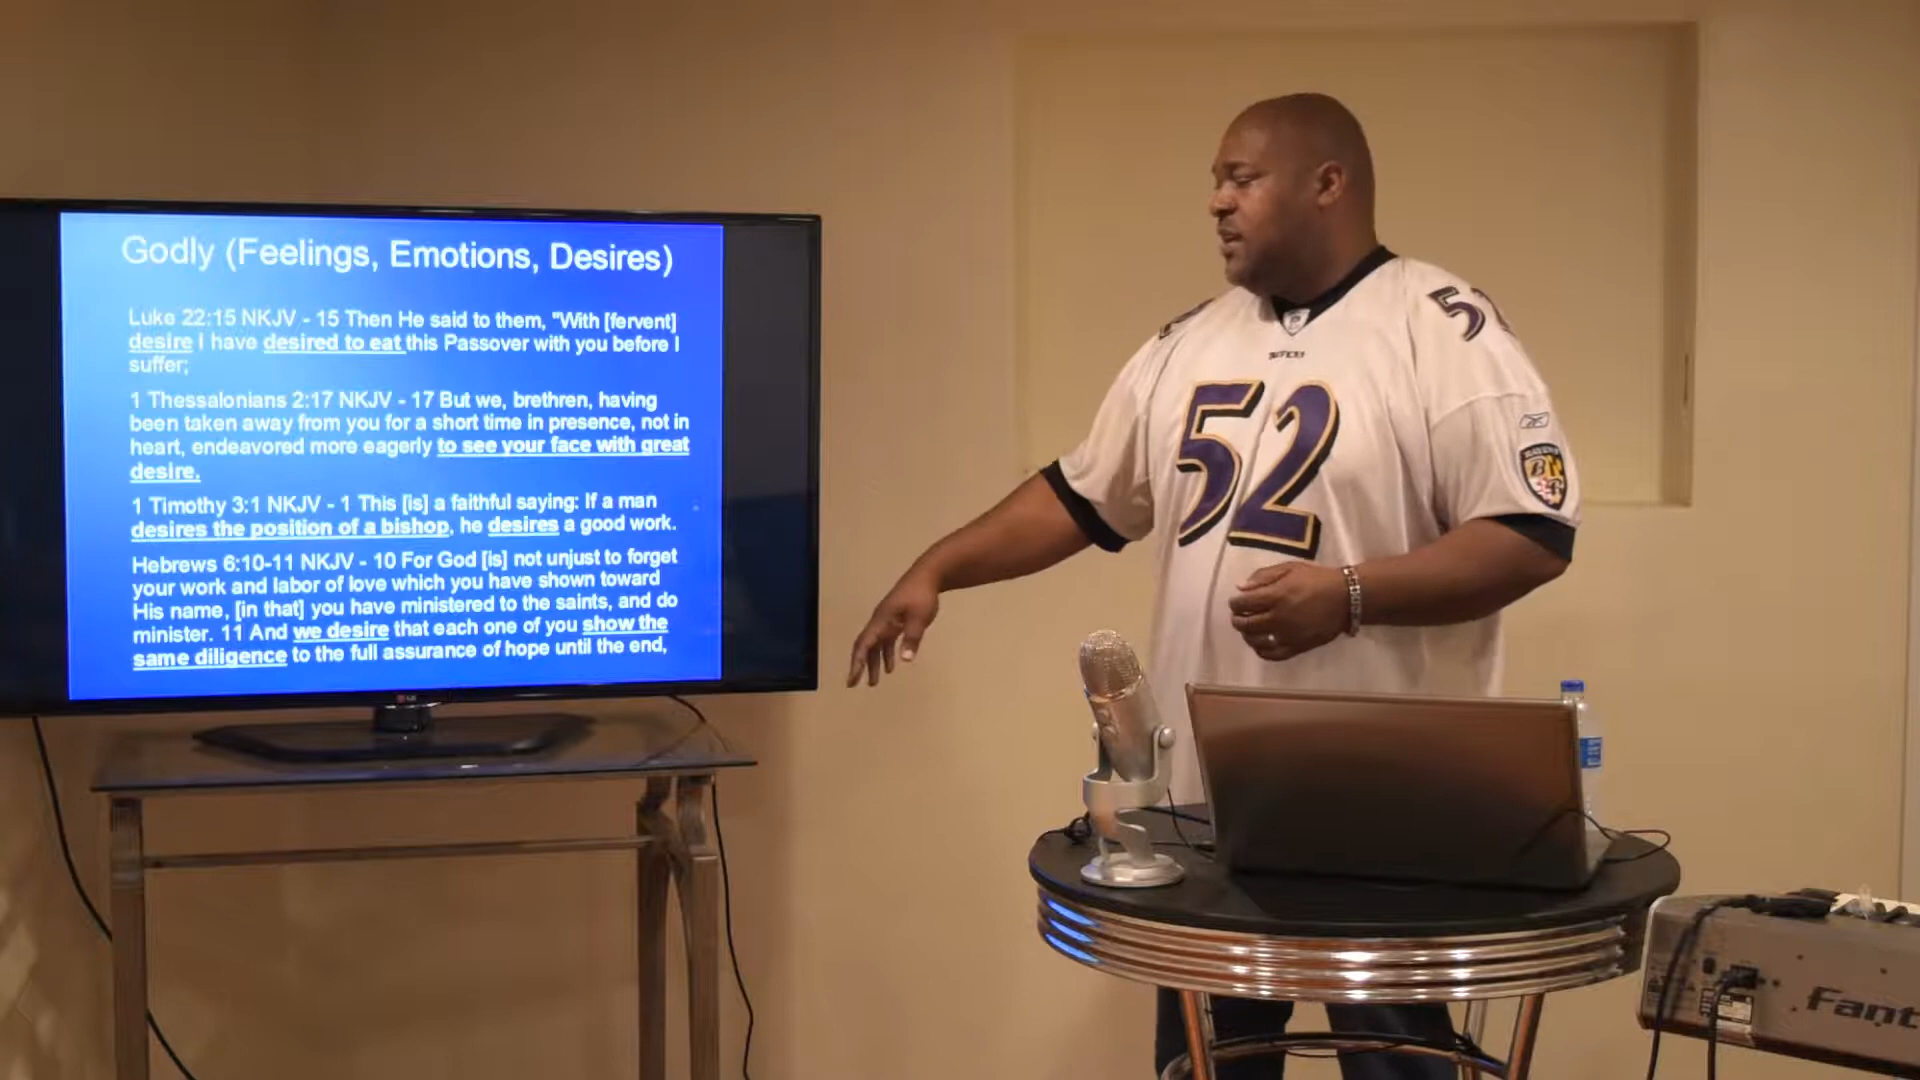 Godly (Feelings, Emotions, Desires)
Luke 22:15 NKJV - 15 Then He said to them, "With [fervent]
desire I have desired to eat this Passover with you before I
suffer;
1 Thessalonians 2:17 NKJV - 17 But we, brethren, having
been taken away from you for a short time in presence, not in
heart, endeavored more eagerly to see your face with great
desire.
1 Timothy 3:1 NKJV - 1 This [is] a faithful saying: If a man
desires the position of a bishop, he desires a good work.
Hebrews 6:10-11 NKJV - 10 For God [is] not unjust to forget
your work and labor of love which you have shown toward
His name, [in that] you have ministered to the saints, and do
minister. 11 And we desire that each one of you show the
same diligence to the full assurance of hope until the end,
LG
52
RAVENS
52
RAVENS
B
Fant